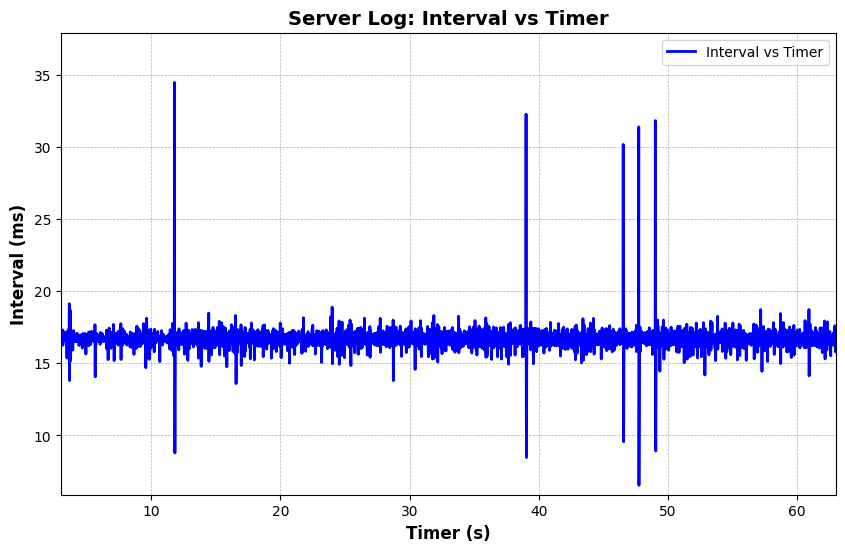 Server Log: Interval vs Timer
Interval vs Timer
35
30
25
20
15
10
Interval (ms)
10 20 30 40 50 60
Timer (s)